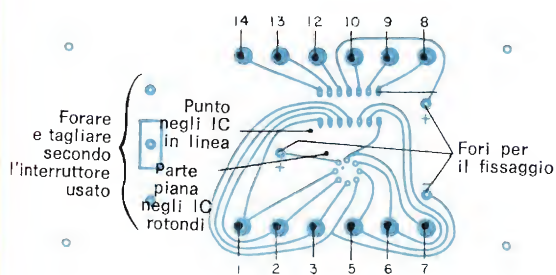 14 13 12 10 9 8
Forare
e tagliare
secondo
l'interruttore
usato
Punto
negli IC
in linea
+
Parte
piana
negli IC
rotondi
+
−
Fori per
il fissaggio
−
1 2 3 5 6 7